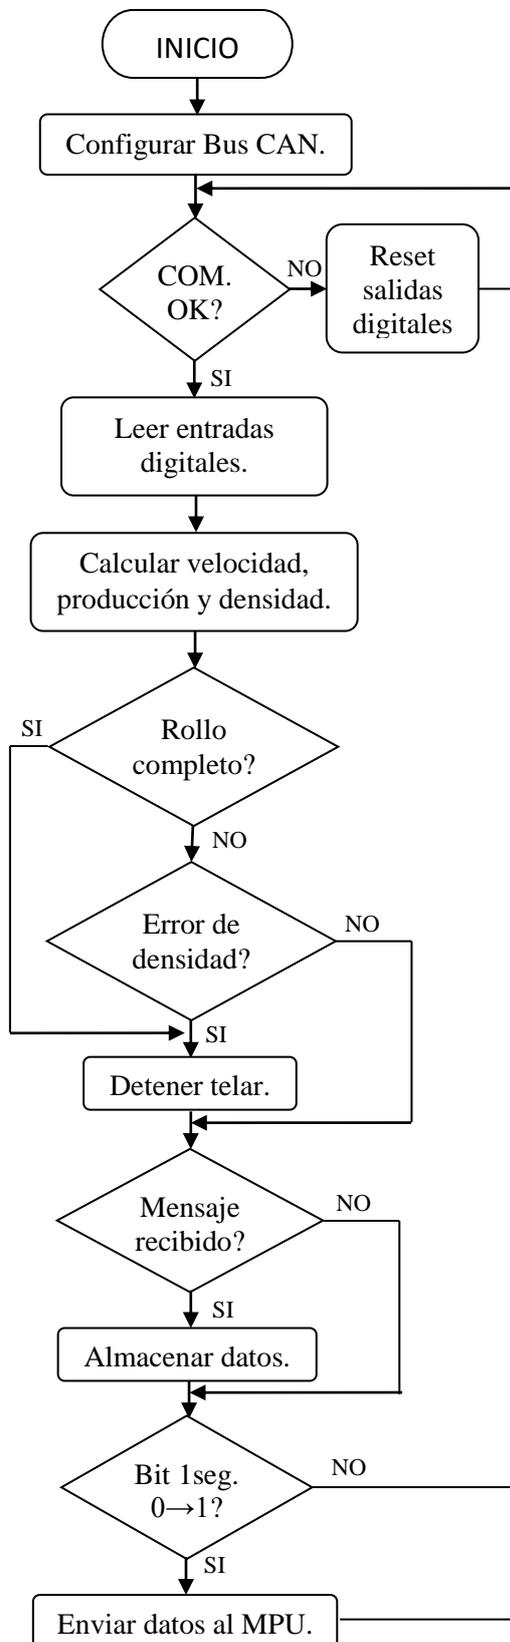 INICIO
Configurar Bus CAN.
COM.
OK?
NO
Reset
salidas
digitales
SI
Leer entradas
digitales.
Calcular velocidad,
producción y densidad.
SI
Rollo
completo?
NO
Error de
densidad?
NO
SI
Detener telar.
Mensaje
recibido?
NO
SI
Almacenar datos.
Bit 1seg.
0→1?
NO
SI
Enviar datos al MPU.